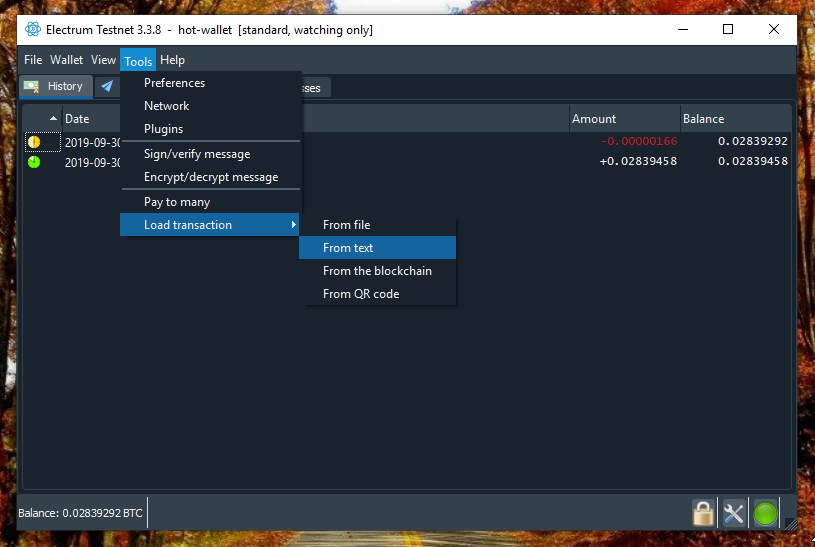 Electrum Testnet 3.3.8 - hot-wallet [standard, watching only]
File Wallet View Tools Help
History sses
Preferences
Network
Plugins
Sign/verify message
Encrypt/decrypt message
Pay to many
Load transaction
From file
From text
From the blockchain
From QR code
Date Amount Balance
2019-09-30 -0.00000166 0.02839292
2019-09-30 +0.02839458 0.02839458
Balance: 0.02839292 BTC